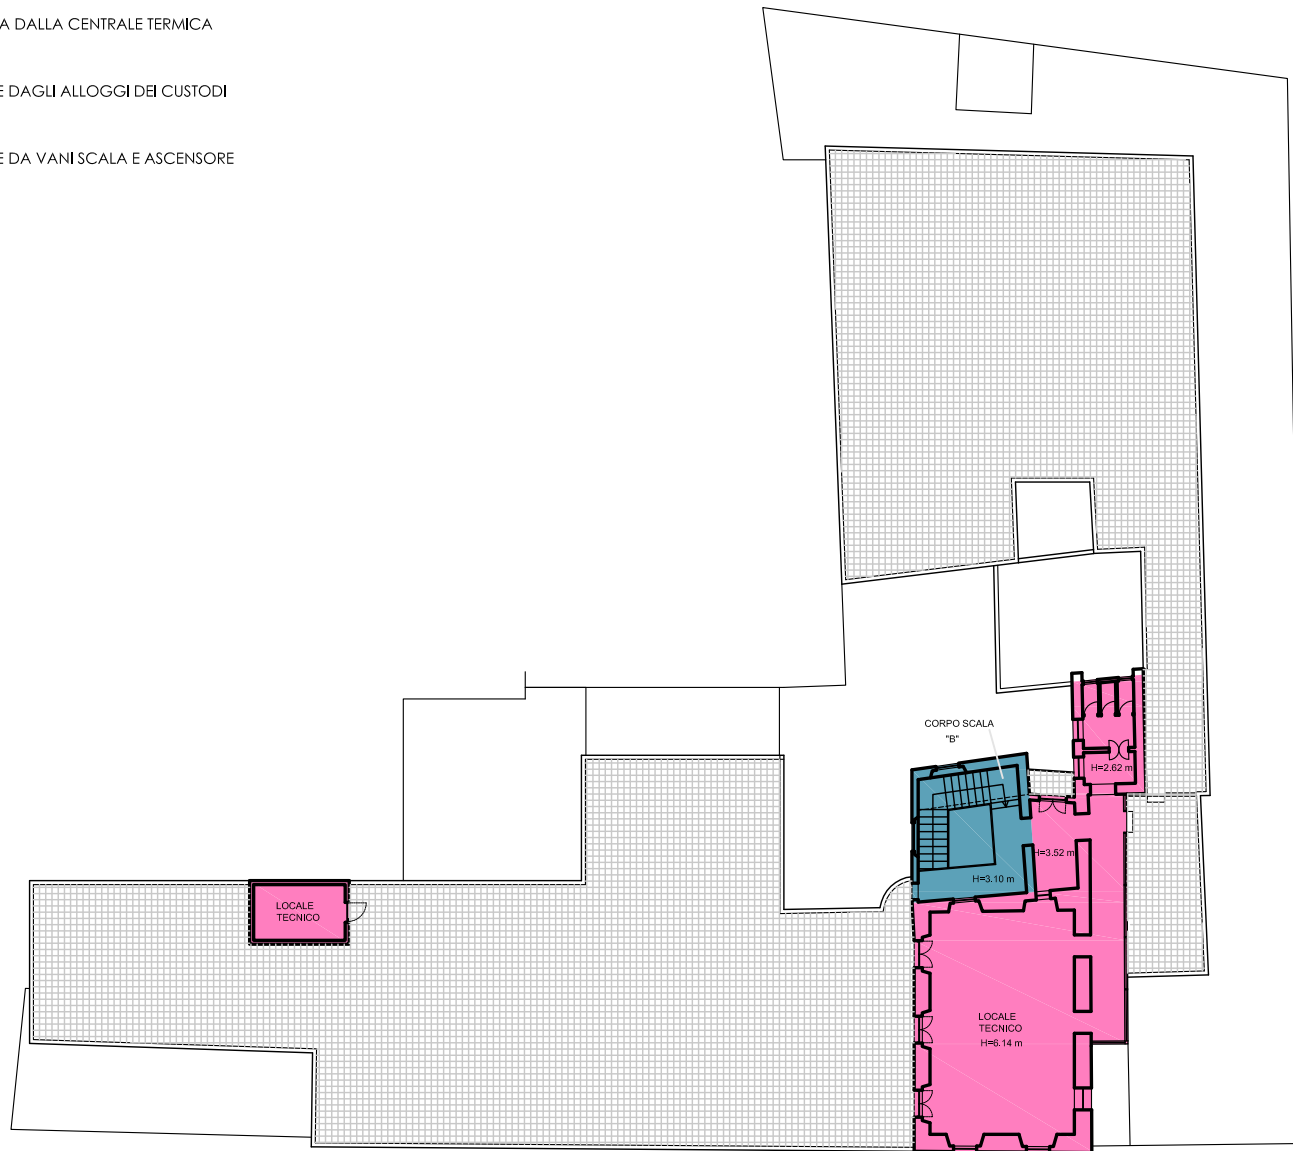 A DALLA CENTRALE TERMICA
E DAGLI ALLOGGI DEI CUSTODI
E DA VANI SCALA E ASCENSORE
CORPO SCALA
"B"
H=2.62 m
H=3.52 m
H=3.10 m
LOCALE
TECNICO
LOCALE
TECNICO
H=6.14 m